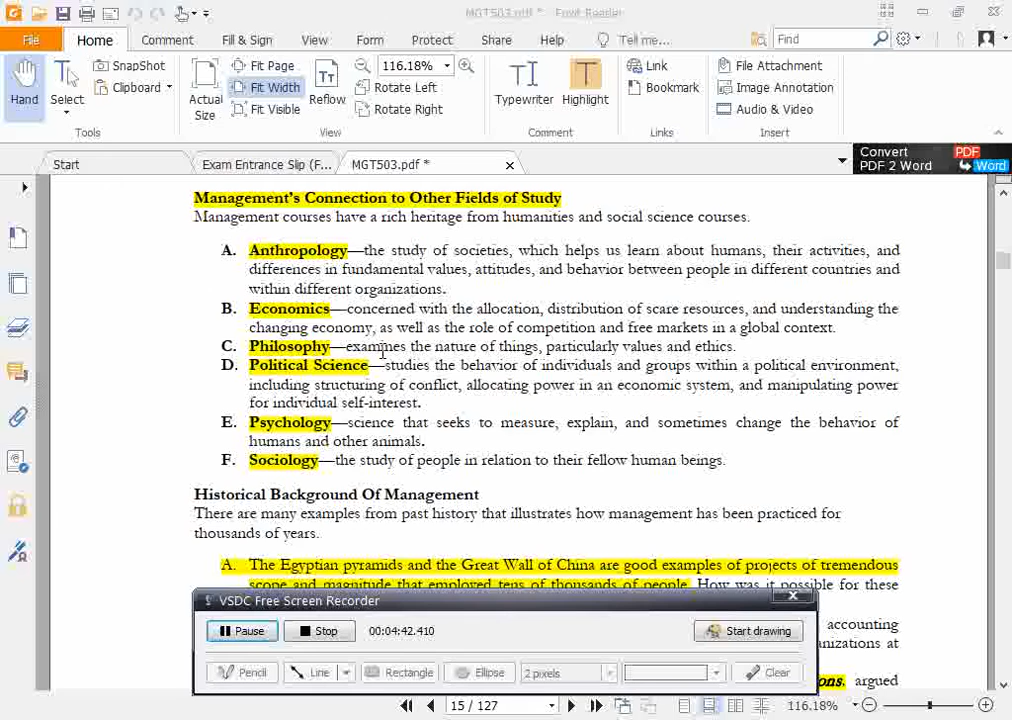 MGT503.pdf * - Foxit Reader
File
Home
Comment
Fill & Sign
View
Form
Protect
Share
Help
Tell me...
Find
Hand
Select
SnapShot
Clipboard
Tools
Actual Size
Fit Page
Fit Width
Fit Visible
Reflow
116.18%
Rotate Left
Rotate Right
View
Typewriter
Highlight
Comment
Link
Bookmark
Links
File Attachment
Image Annotation
Audio & Video
Insert
Start
Exam Entrance Slip (F...
MGT503.pdf *
Convert PDF
PDF 2 Word Word
Management's Connection to Other Fields of Study
Management courses have a rich heritage from humanities and social science courses.
A. Anthropology—the study of societies, which helps us learn about humans, their activities, and
differences in fundamental values, attitudes, and behavior between people in different countries and
within different organizations.
B. Economics—concerned with the allocation, distribution of scare resources, and understanding the
changing economy, as well as the role of competition and free markets in a global context.
C. Philosophy—examines the nature of things, particularly values and ethics.
D. Political Science—studies the behavior of individuals and groups within a political environment,
including structuring of conflict, allocating power in an economic system, and manipulating power
for individual self-interest.
E. Psychology—science that seeks to measure, explain, and sometimes change the behavior of
humans and other animals.
F. Sociology—the study of people in relation to their fellow human beings.
Historical Background Of Management
There are many examples from past history that illustrates how management has been practiced for
thousands of years.
A. The Egyptian pyramids and the Great Wall of China are good examples of projects of tremendous
scope and magnitude that employed tens of thousands of people. How was it possible for these
VSDC Free Screen Recorder
accounting
Pause
Stop
00:04:42.410
Start drawing
anizations at
Pencil
Line
Rectangle
Ellipse
2 pixels
Clear
ons, argued
15 / 127
116.18%